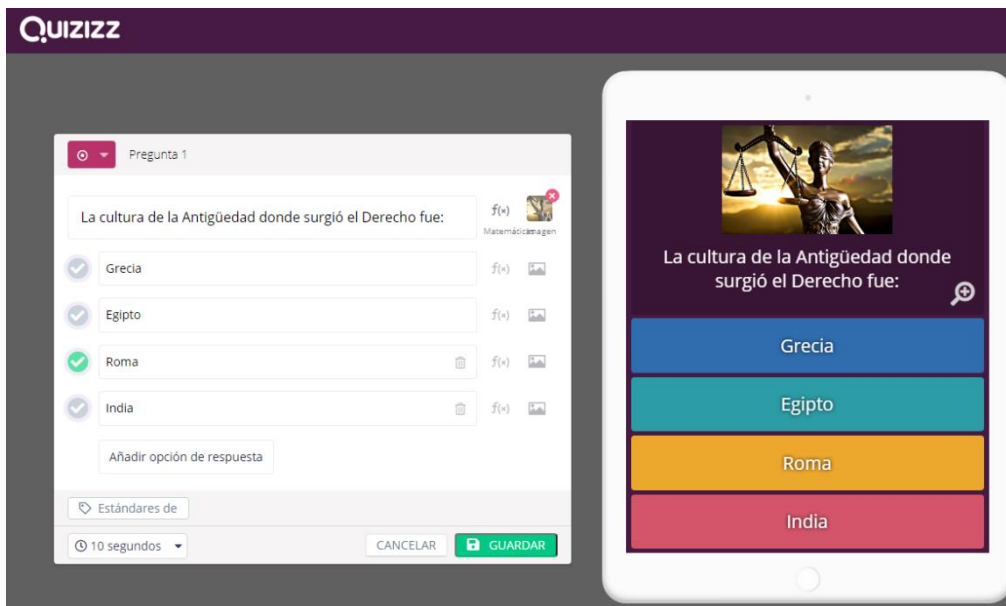 QUIZIZZ
Pregunta 1
La cultura de la Antigüedad donde surgió el Derecho fue:
f(x)
Matemáticas
Imagen
Grecia
f(x)
Egipto
f(x)
Roma
f(x)
India
f(x)
Añadir opción de respuesta
Estándares de
10 segundos
CANCELAR
GUARDAR
La cultura de la Antigüedad donde
surgió el Derecho fue:
Grecia
Egipto
Roma
India